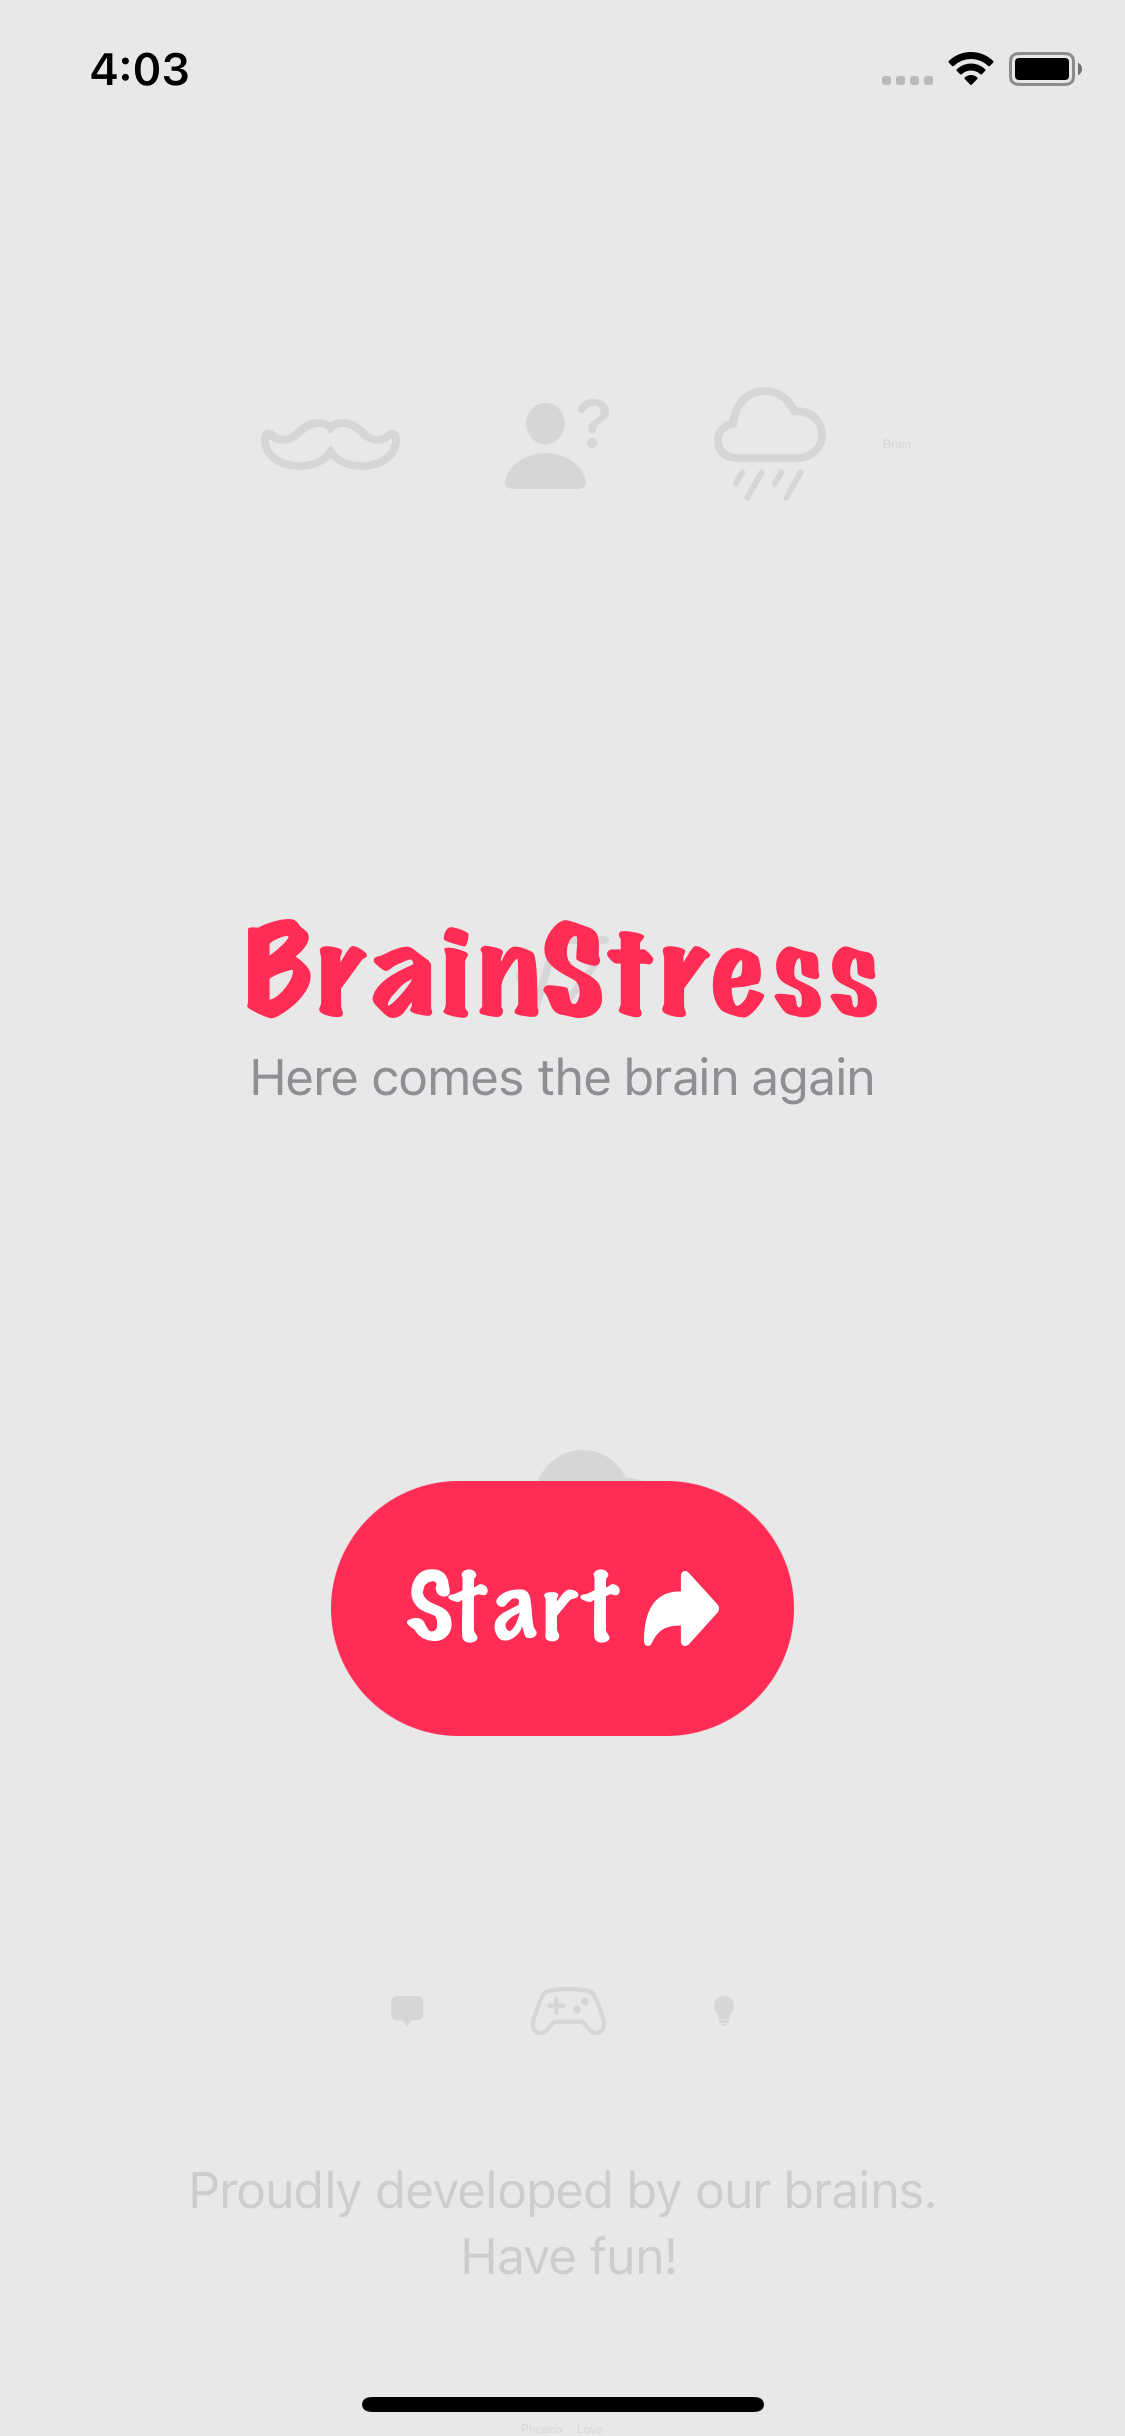 4:03
?
Brain
BrainStress
Here comes the brain again
Start
Proudly developed by our brains.
Have fun!
Phoenix Love